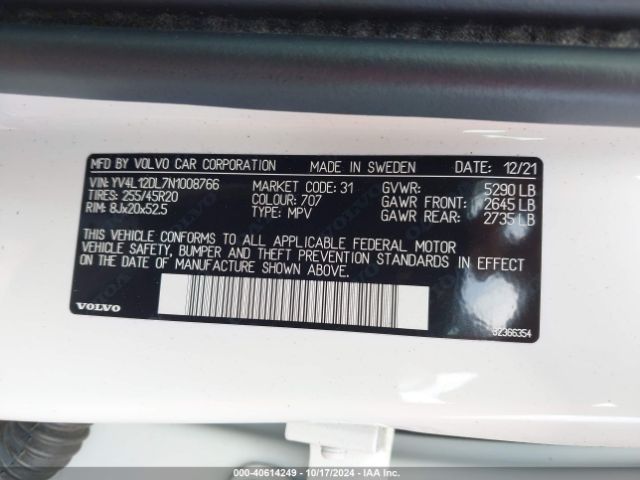 MFD BY VOLVO CAR CORPORATION MADE IN SWEDEN DATE: 12/21
VIN: YV4L12DL7N1008766 MARKET CODE: 31 GVWR: 5290 LB
TIRES: 255/45R20 COLOUR: 707 GAWR FRONT: 2645 LB
RIM: 8Jx20x52.5 TYPE: MPV GAWR REAR: 2735 LB
THIS VEHICLE CONFORMS TO ALL APPLICABLE FEDERAL MOTOR
VEHICLE SAFETY, BUMPER AND THEFT PREVENTION STANDARDS IN EFFECT
ON THE DATE OF MANUFACTURE SHOWN ABOVE.
VOLVO 32366354
000-40614249 - 10/17/2024 - IAA Inc.